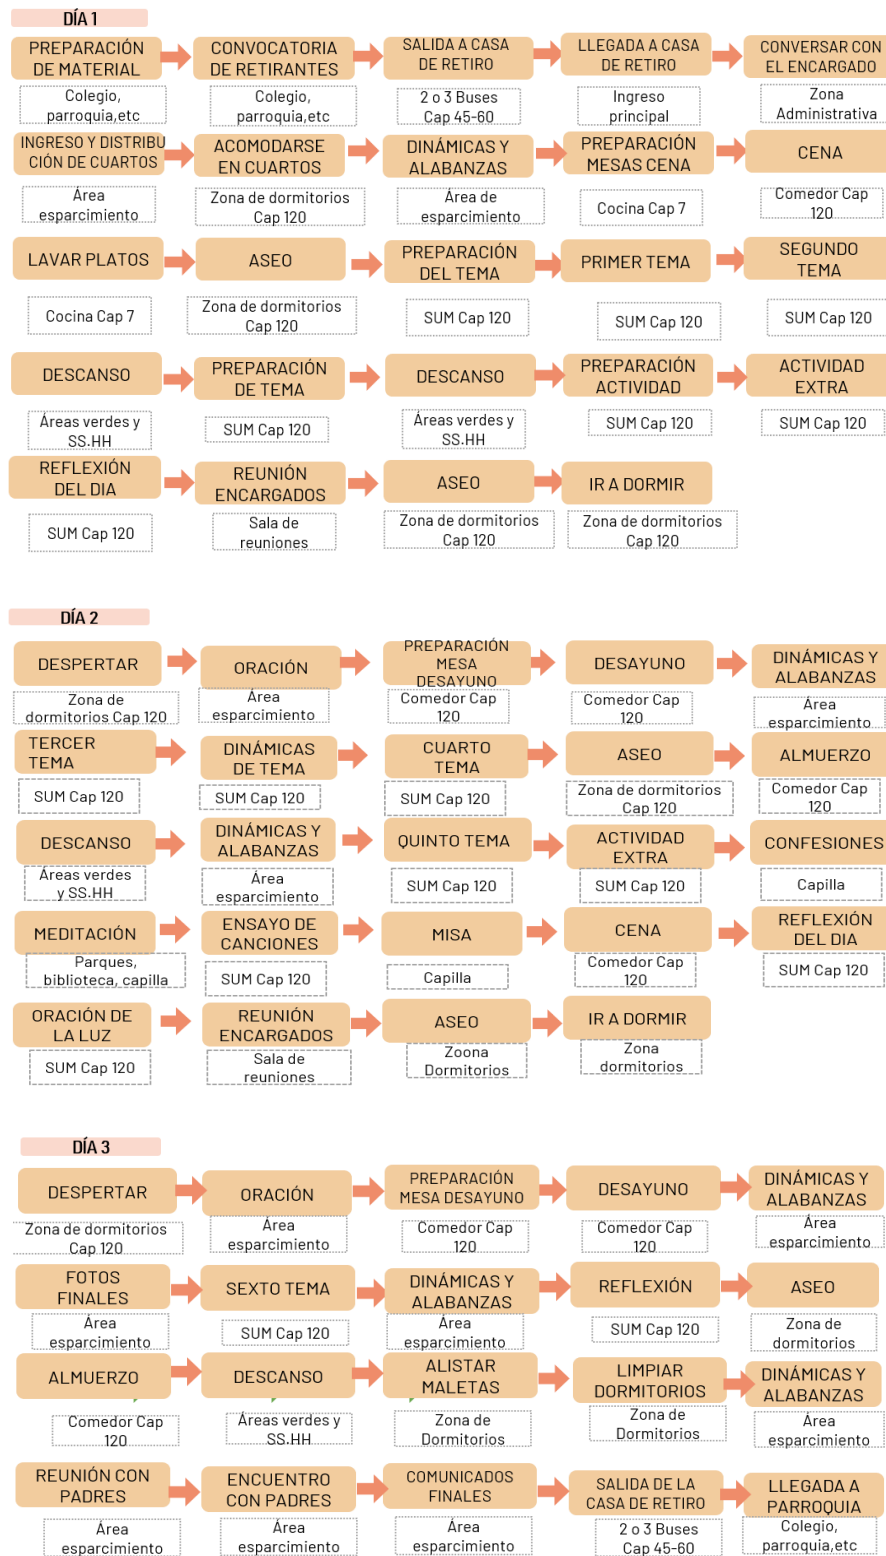 DÍA 1
PREPARACIÓN
DE MATERIAL
CONVOCATORIA
DE RETIRANTES
SALIDA A CASA
DE RETIRO
LLEGADA A CASA
DE RETIRO
CONVERSAR CON
EL ENCARGADO
Colegio,
parroquia,etc
Colegio,
parroquia,etc
2 o 3 Buses
Cap 45-60
Ingreso
principal
Zona
Administrativa
INGRESO Y DISTRIBU
CIÓN DE CUARTOS
ACOMODARSE
EN CUARTOS
DINÁMICAS Y
ALABANZAS
PREPARACIÓN
MESAS CENA
CENA
Área
esparcimiento
Zona de dormitorios
Cap 120
Área de
esparcimiento
Cocina Cap 7
Comedor Cap
120
LAVAR PLATOS
ASEO
PREPARACIÓN
DEL TEMA
PRIMER TEMA
SEGUNDO
TEMA
Cocina Cap 7
Zona de dormitorios
Cap 120
SUM Cap 120
SUM Cap 120
SUM Cap 120
DESCANSO
PREPARACIÓN
DE TEMA
DESCANSO
PREPARACIÓN
ACTIVIDAD
ACTIVIDAD
EXTRA
Áreas verdes y
SS.HH
SUM Cap 120
Áreas verdes y
SS.HH
SUM Cap 120
SUM Cap 120
REFLEXIÓN
DEL DIA
REUNIÓN
ENCARGADOS
ASEO
IR A DORMIR
SUM Cap 120
Sala de
reuniones
Zona de dormitorios
Cap 120
Zona de dormitorios
Cap 120
DÍA 2
DESPERTAR
ORACIÓN
PREPARACIÓN
MESA
DESAYUNO
DESAYUNO
DINÁMICAS Y
ALABANZAS
Zona de
dormitorios Cap 120
Área
esparcimiento
Comedor Cap
120
Comedor Cap
120
Área
esparcimiento
TERCER
TEMA
DINÁMICAS
DE TEMA
CUARTO
TEMA
ASEO
ALMUERZO
SUM Cap 120
SUM Cap 120
SUM Cap 120
Zona de dormitorios
Cap 120
Comedor Cap
120
DESCANSO
DINÁMICAS Y
ALABANZAS
QUINTO TEMA
ACTIVIDAD
EXTRA
CONFESIONES
Áreas verdes
y SS.HH
Área
esparcimiento
SUM Cap 120
SUM Cap 120
Capilla
MEDITACIÓN
ENSAYO DE
CANCIONES
MISA
CENA
REFLEXIÓN
DEL DIA
Parques,
biblioteca, capilla
SUM Cap 120
Capilla
Comedor Cap
120
SUM Cap 120
ORACIÓN DE
LA LUZ
REUNIÓN
ENCARGADOS
ASEO
IR A DORMIR
SUM Cap 120
Sala de
reuniones
Zoona
Dormitorios
Zona
dormitorios
DÍA 3
DESPERTAR
ORACIÓN
PREPARACIÓN
MESA DESAYUNO
DESAYUNO
DINÁMICAS Y
ALABANZAS
Zona de dormitorios
Cap 120
Área
esparcimiento
Comedor Cap
120
Comedor Cap
120
Área
esparcimiento
FOTOS
FINALES
SEXTO TEMA
DINÁMICAS Y
ALABANZAS
REFLEXIÓN
ASEO
Área
esparcimiento
SUM Cap 120
Área
esparcimiento
SUM Cap 120
Zona de
dormitorios
ALMUERZO
DESCANSO
ALISTAR
MALETAS
LIMPIAR
DORMITORIOS
DINÁMICAS Y
ALABANZAS
Comedor Cap
120
Áreas verdes y
SS.HH
Zona de
Dormitorios
Zona de
Dormitorios
Área
esparcimiento
REUNIÓN CON
PADRES
ENCUENTRO
CON PADRES
COMUNICADOS
FINALES
SALIDA DE LA
CASA DE RETIRO
LLEGADA A
PARROQUIA
Área
esparcimiento
Área
esparcimiento
Área
esparcimiento
2 o 3 Buses
Cap 45-60
Colegio,
parroquia,etc